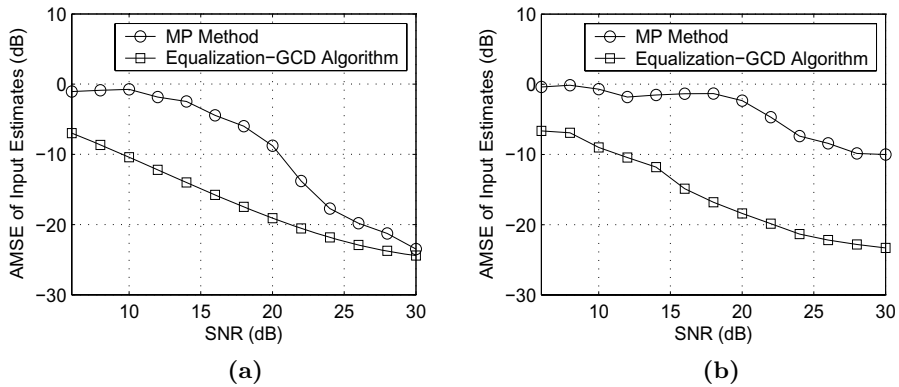 10
0
−10
−20
−30
AMSE of Input Estimates (dB)
MP Method
Equalization−GCD Algorithm
10
15
20
25
30
SNR (dB)
(a)
10
0
−10
−20
−30
AMSE of Input Estimates (dB)
MP Method
Equalization−GCD Algorithm
10
15
20
25
30
SNR (dB)
(b)